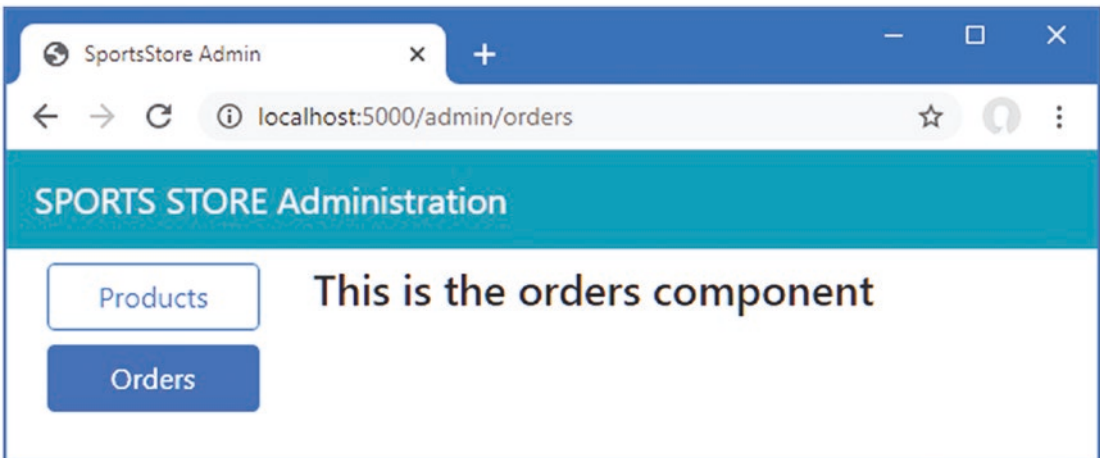 SportsStore Admin
localhost:5000/admin/orders
SPORTS STORE Administration
Products
This is the orders component
Orders